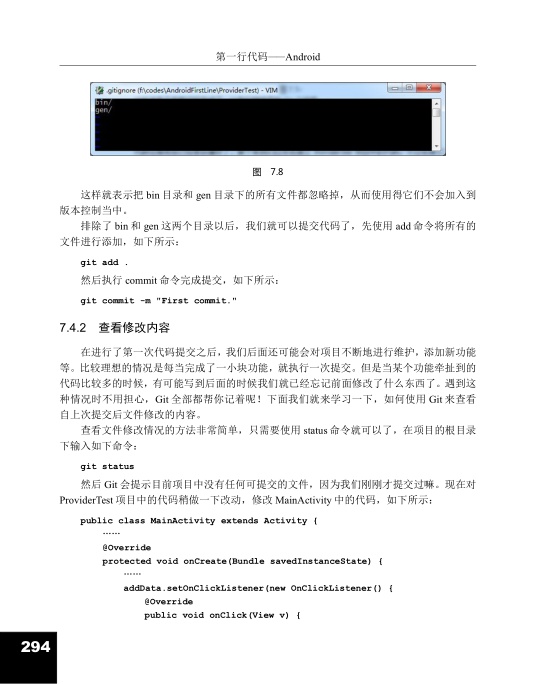 第一行代码——Android
.gitignore (f:\codes\AndroidFirstLine\ProviderTest) - VIM
bin/
gen/
图 7.8
这样就表示把 bin 目录和 gen 目录下的所有文件都忽略掉，从而使用得它们不会加入到
版本控制当中。
排除了 bin 和 gen 这两个目录以后，我们就可以提交代码了，先使用 add 命令将所有的
文件进行添加，如下所示：
git add .
然后执行 commit 命令完成提交，如下所示：
git commit -m "First commit."
7.4.2 查看修改内容
在进行了第一次代码提交之后，我们后面还可能会对项目不断地进行维护，添加新功能
等。比较理想的情况是每当完成了一小块功能，就执行一次提交。但是当某个功能牵扯到的
代码比较多的时候，有可能写到后面的时候我们就已经忘记前面修改了什么东西了。遇到这
种情况时不用担心，Git 全部都帮你记着呢！下面我们就来学习一下，如何使用 Git 来查看
自上次提交后文件修改的内容。
查看文件修改情况的方法非常简单，只需要使用 status 命令就可以了，在项目的根目录
下输入如下命令：
git status
然后 Git 会提示目前项目中没有任何可提交的文件，因为我们刚刚才提交过嘛。现在对
ProviderTest 项目中的代码稍做一下改动，修改 MainActivity 中的代码，如下所示：
public class MainActivity extends Activity {
……
@Override
protected void onCreate(Bundle savedInstanceState) {
……
addData.setOnClickListener(new OnClickListener() {
@Override
public void onClick(View v) {
294